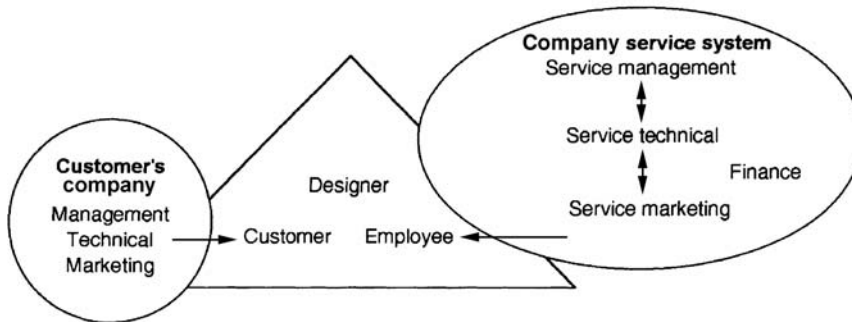 Company service system
Service management
Service technical
Finance
Service marketing
Customer's
company
Management
Technical
Marketing
Designer
Customer
Employee